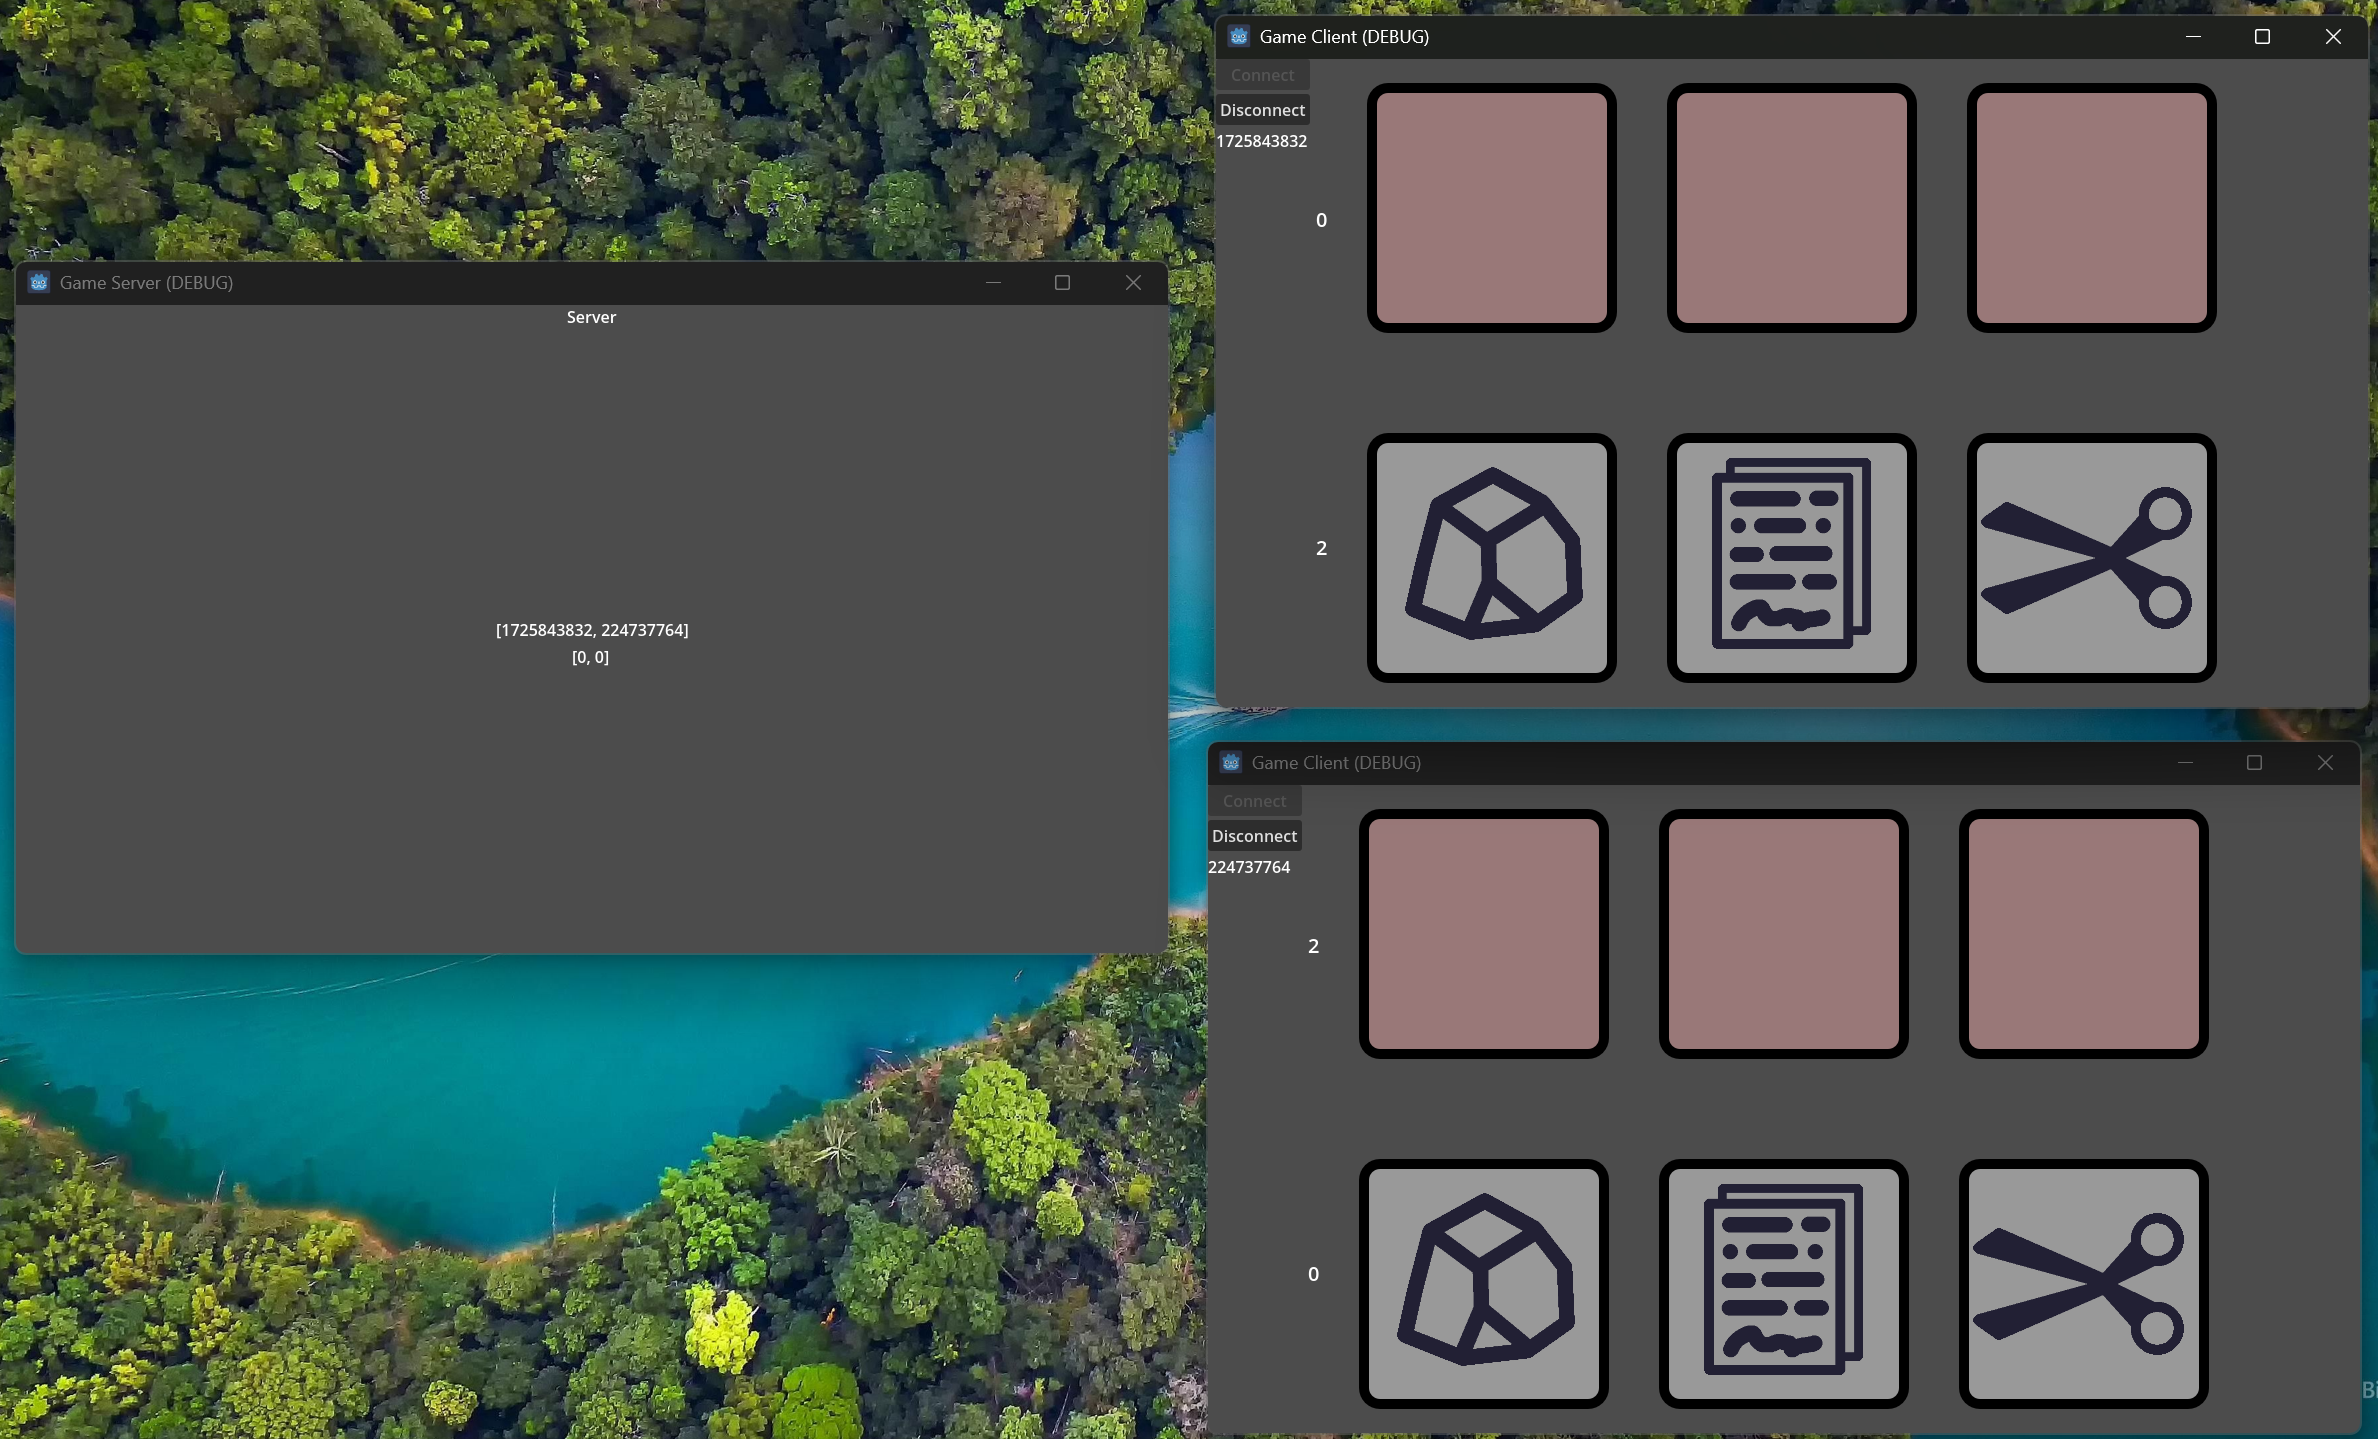 Game Server (DEBUG)
Server
[1725843832, 224737764]
[0, 0]
Game Client (DEBUG)
Connect
Disconnect
1725843832
0
2
Game Client (DEBUG)
Connect
Disconnect
224737764
2
0
Bi